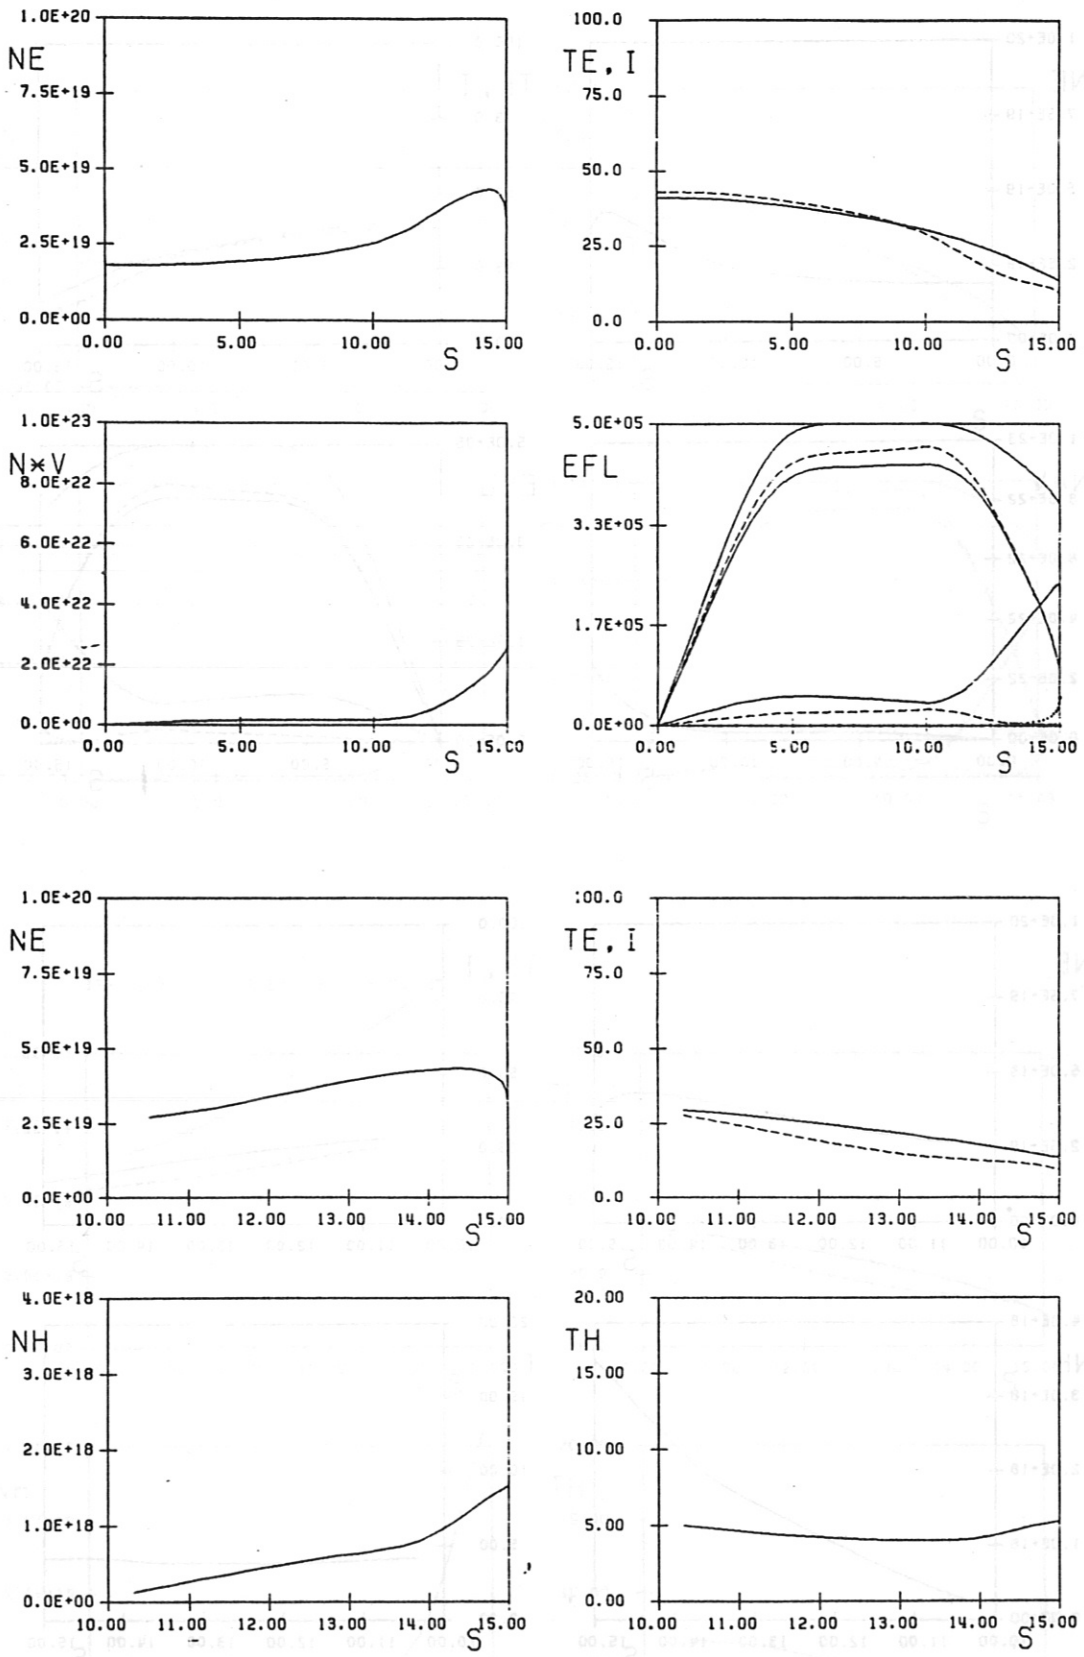 1.0E+20
NE
7.5E+19
5.0E+19
2.5E+19
0.0E+00
0.00 5.00 10.00 15.00
S
100.0
TE, I
75.0
50.0
25.0
0.0
0.00 5.00 10.00 15.00
S
1.0E+23
N*V
8.0E+22
6.0E+22
4.0E+22
2.0E+22
0.0E+00
0.00 5.00 10.00 15.00
S
5.0E+05
EFL
3.3E+05
1.7E+05
0.0E+00
0.00 5.00 10.00 15.00
S
1.0E+20
NE
7.5E+19
5.0E+19
2.5E+19
0.0E+00
10.00 11.00 12.00 13.00 14.00 15.00
S
100.0
TE, I
75.0
50.0
25.0
0.0
10.00 11.00 12.00 13.00 14.00 15.00
S
4.0E+18
NH
3.0E+18
2.0E+18
1.0E+18
0.0E+00
10.00 11.00 12.00 13.00 14.00 15.00
S
20.00
TH
15.00
10.00
5.00
0.00
10.00 11.00 12.00 13.00 14.00 15.00
S